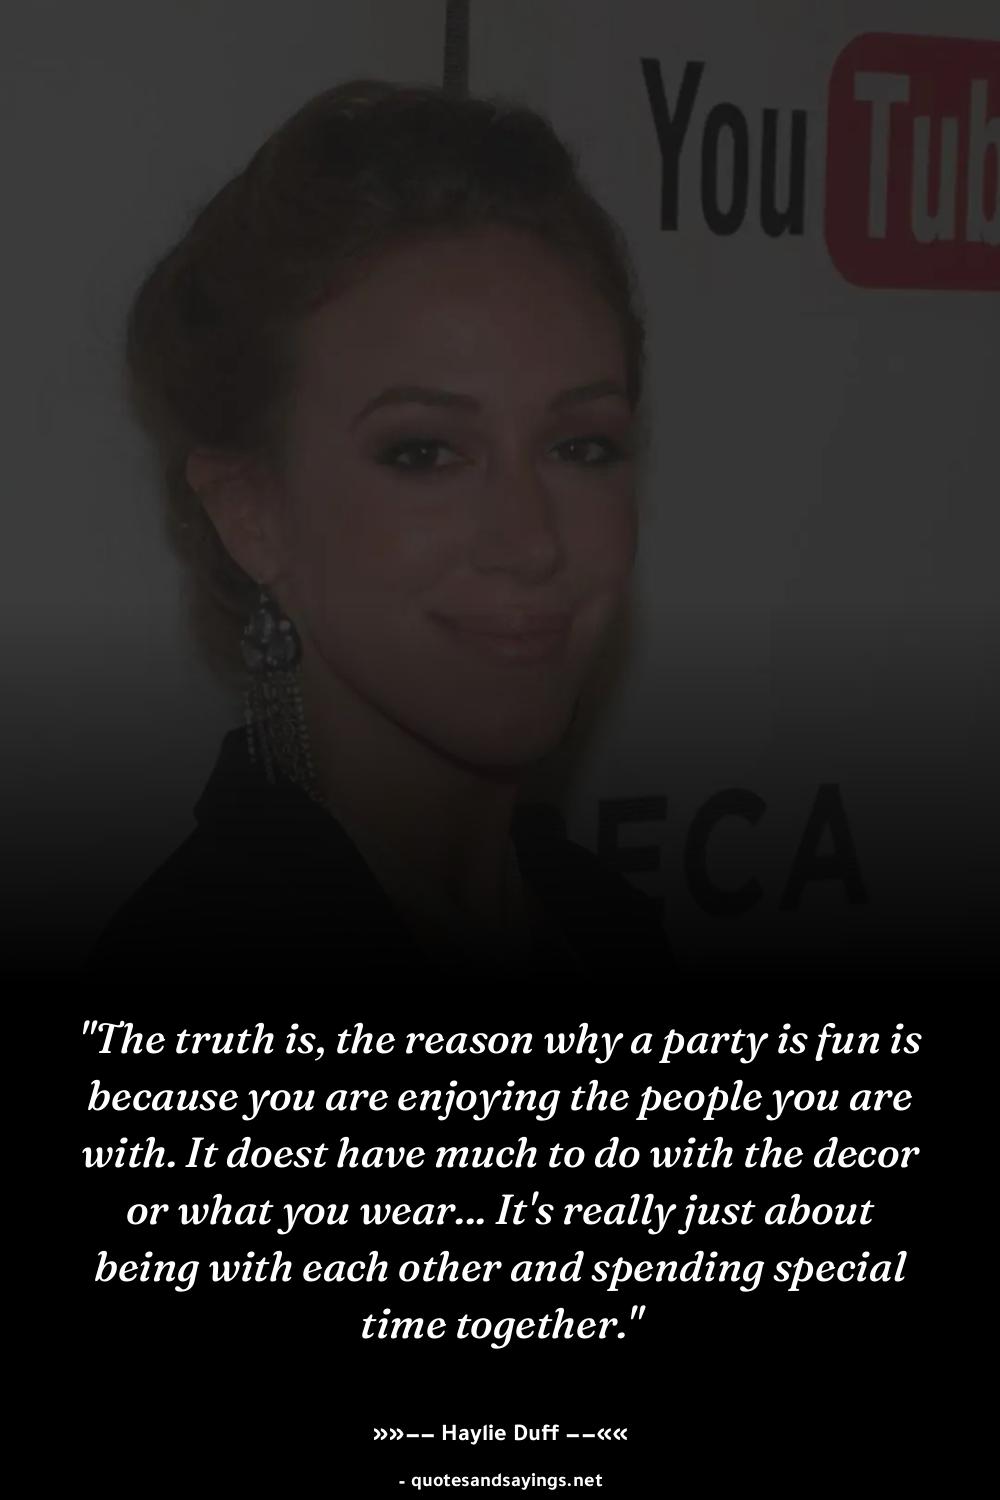 You Tub
ECA
"The truth is, the reason why a party is fun is
because you are enjoying the people you are
with. It doest have much to do with the decor
or what you wear... It's really just about
being with each other and spending special
time together."
»»–– Haylie Duff ––««
- quotesandsayings.net